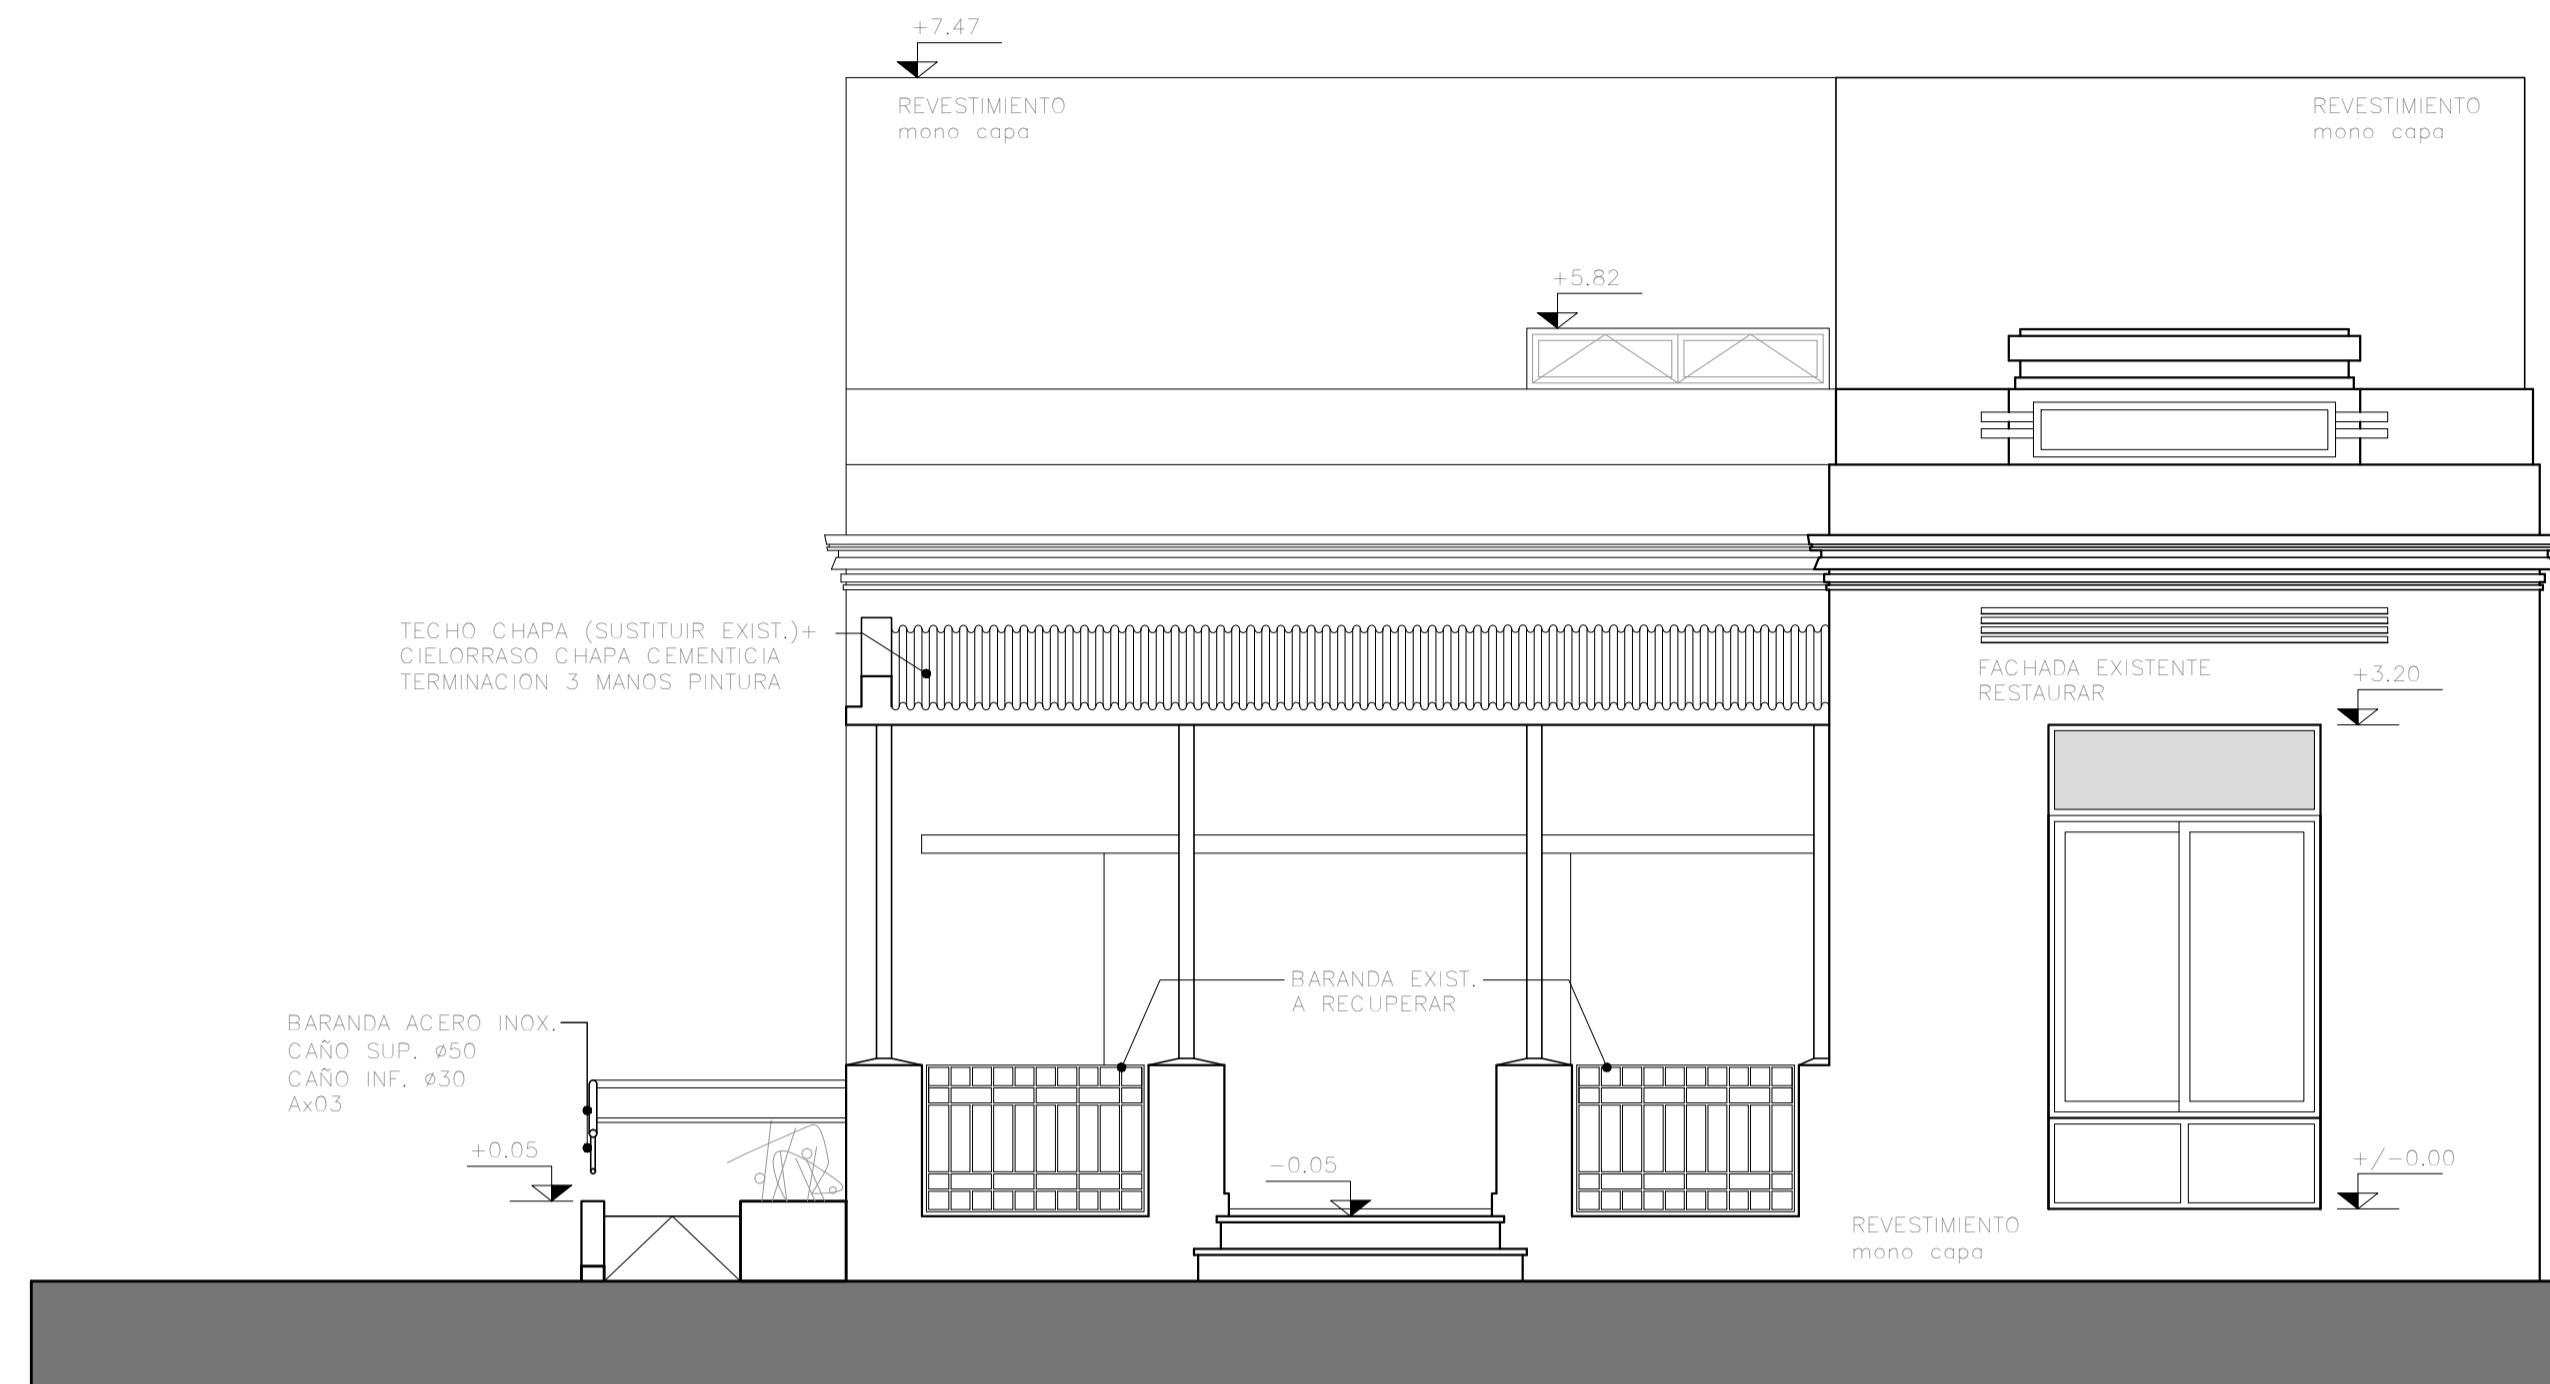 +7.47
REVESTIMIENTO
mono capa
REVESTIMIENTO
mono capa
+5.82
TECHO CHAPA (SUSTITUIR EXIST.)+
CIELORRASO CHAPA CEMENTICIA
TERMINACION 3 MANOS PINTURA
FACHADA EXISTENTE
RESTAURAR
+3.20
BARANDA EXIST.
A RECUPERAR
BARANDA ACERO INOX.
CAÑO SUP. ø50
CAÑO INF. ø30
Ax03
+0.05
-0.05
+/-0.00
REVESTIMIENTO
mono capa